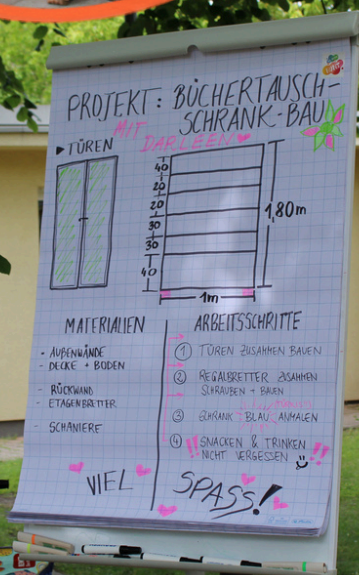 PROJEKT: BÜCHERTAUSCH-
SCHRANK-BAU
MIT
DARLEEN
▸ TÜREN
40
20
20
30
30
40
1,80m
1m
MATERIALIEN
- AUßENWÄNDE
- DECKE + BODEN
- RÜCKWAND
- ETAGENBRETTER
- SCHANIERE
ARBEITSSCHRITTE
① TÜREN ZUSAMMEN BAUEN
② REGALBRETTER ZUSAMMEN
SCHRAUBEN + BAUEN
③ SCHRANK BLAU ANMALEN
④ SNACKEN & TRINKEN
NICHT VERGESSEN
VIEL
SPASS!